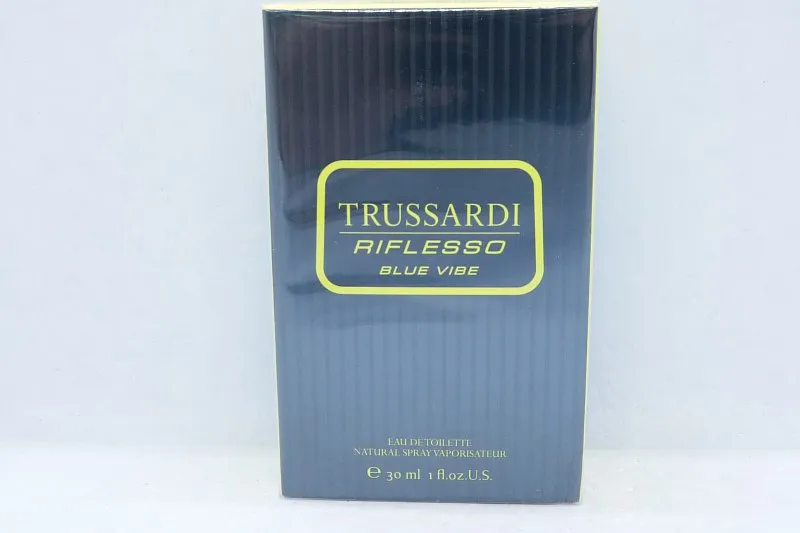 TRUSSARDI
RIFLESSO
BLUE VIBE
EAU DE TOILETTE
NATURAL SPRAY VAPORISATEUR
℮ 30 ml 1 fl.oz.U.S.